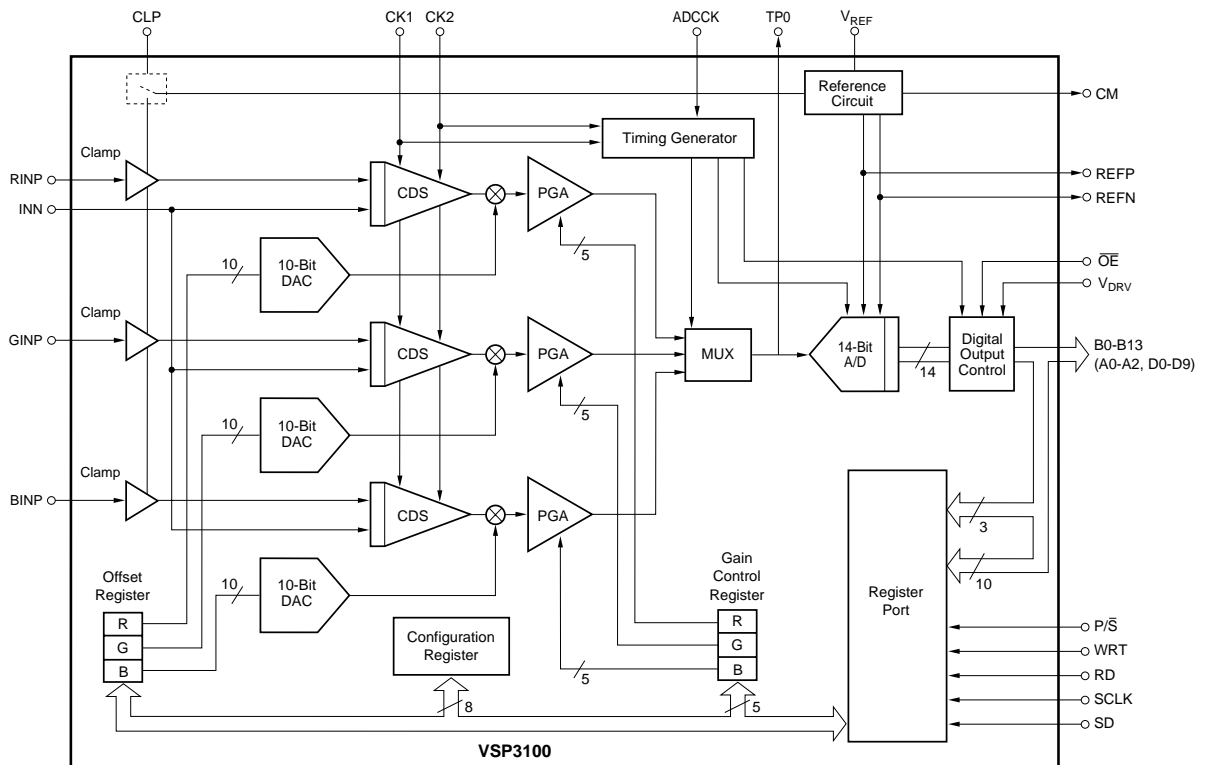 CLP
CK1
CK2
ADCCK
TP0
VREF
Reference
Circuit
CM
Clamp
Timing Generator
RINP
CDS
PGA
REFP
INN
REFN
5
10
10-Bit
DAC
OE
VDRV
Clamp
GINP
CDS
PGA
MUX
14-Bit
A/D
14
Digital
Output
Control
B0-B13
(A0-A2, D0-D9)
5
10
10-Bit
DAC
Clamp
BINP
CDS
PGA
3
Offset
Register
10
10-Bit
DAC
Gain
Control
Register
10
Register
Port
R
G
B
Configuration
Register
R
G
B
P/S
WRT
RD
SCLK
SD
5
8
5
VSP3100